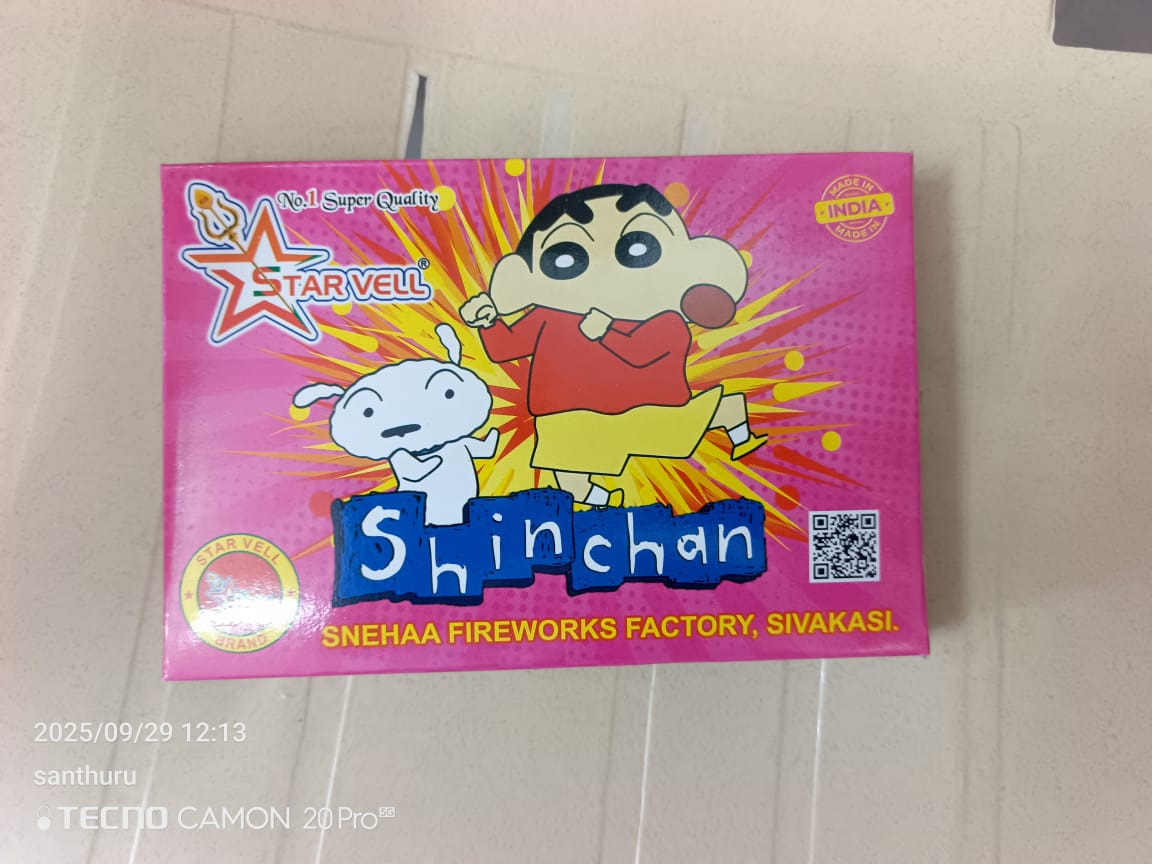 No.1 Super Quality
STAR VELL®
MADE IN
INDIA
MADE IN
Shinchan
STAR VELL
BRAND
SNEHAA FIREWORKS FACTORY, SIVAKASI.
2025/09/29 12:13
santhuru
TECNO CAMON 20 Pro 5G